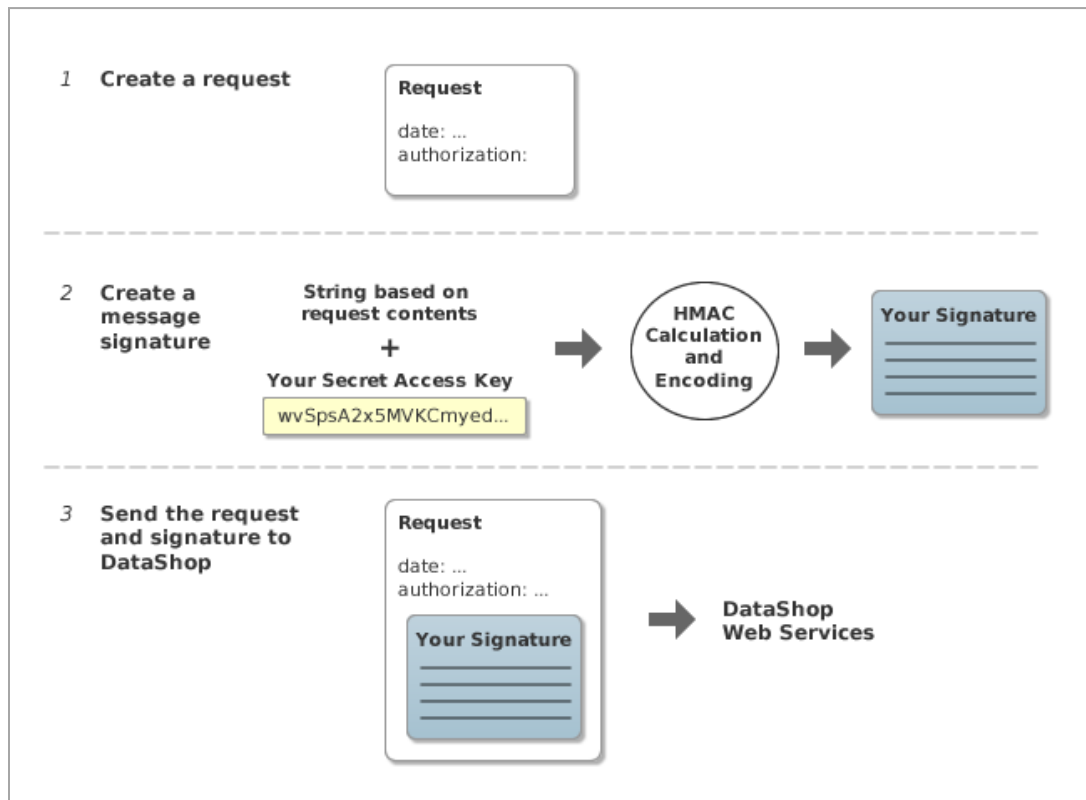 1 Create a request
Request
date: ...
authorization:
2 Create a
message
signature
String based on
request contents
+
Your Secret Access Key
wvSpsA2x5MVKCmyed...
HMAC
Calculation
and
Encoding
Your Signature
3 Send the request
and signature to
DataShop
Request
date: ...
authorization: ...
Your Signature
DataShop
Web Services